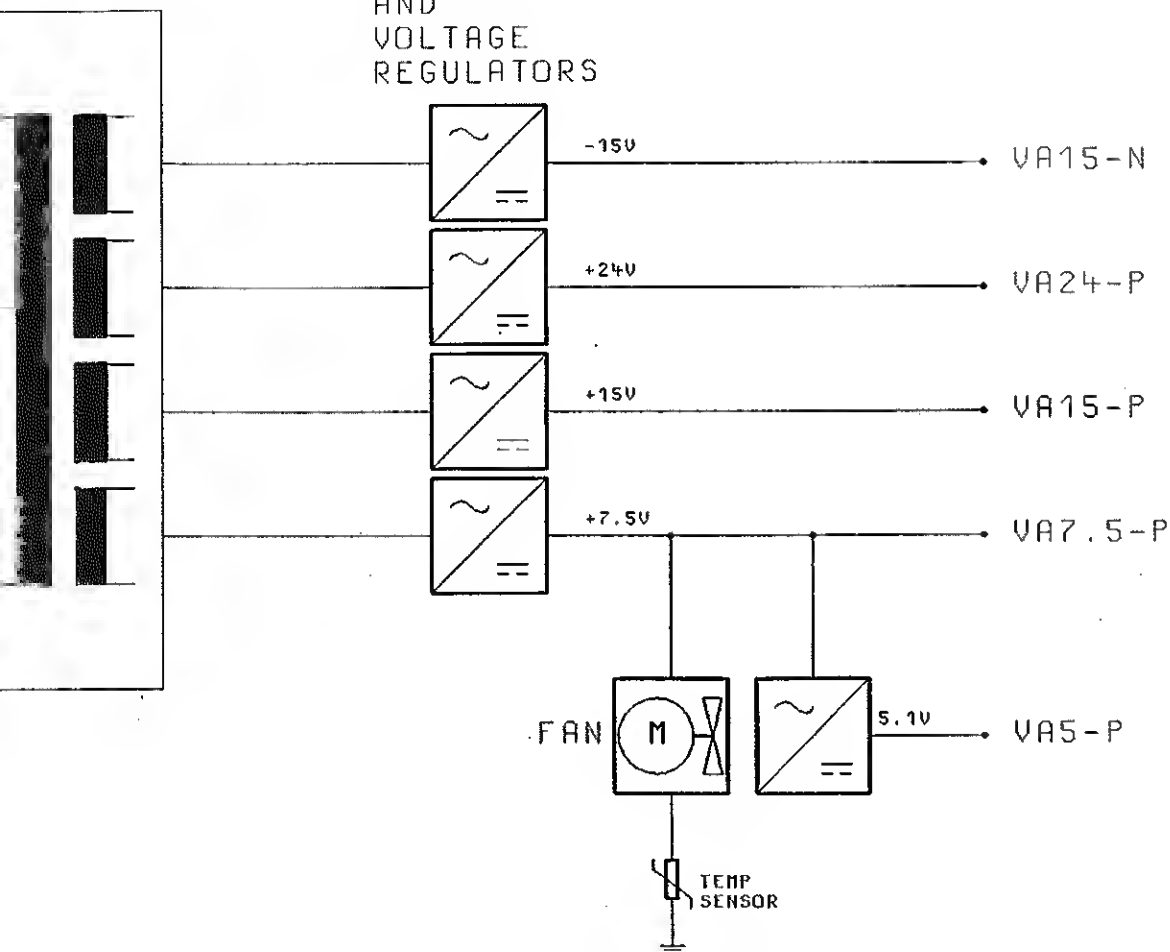 AND
VOLTAGE
REGULATORS
-15V
VA15-N
+24V
VA24-P
+15V
VA15-P
+7.5V
VA7.5-P
FAN
M
5.1V
VA5-P
TEMP
SENSOR